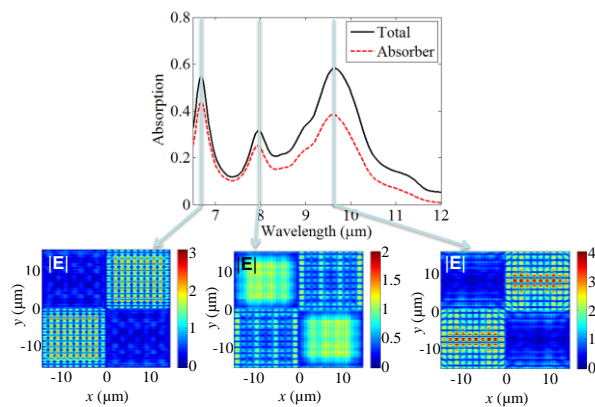 0.8
Total
Absorber
0.6
Absorption
0.4
0.2
0
7 8 9 10 11 12
Wavelength (μm)
|E|
10
0
-10
y (μm)
-10 0 10
x (μm)
3
2
1
0
|E|
10
0
-10
y (μm)
-10 0 10
x (μm)
2
1.5
1
0.5
0
|E|
10
0
-10
y (μm)
-10 0 10
x (μm)
4
3
2
1
0